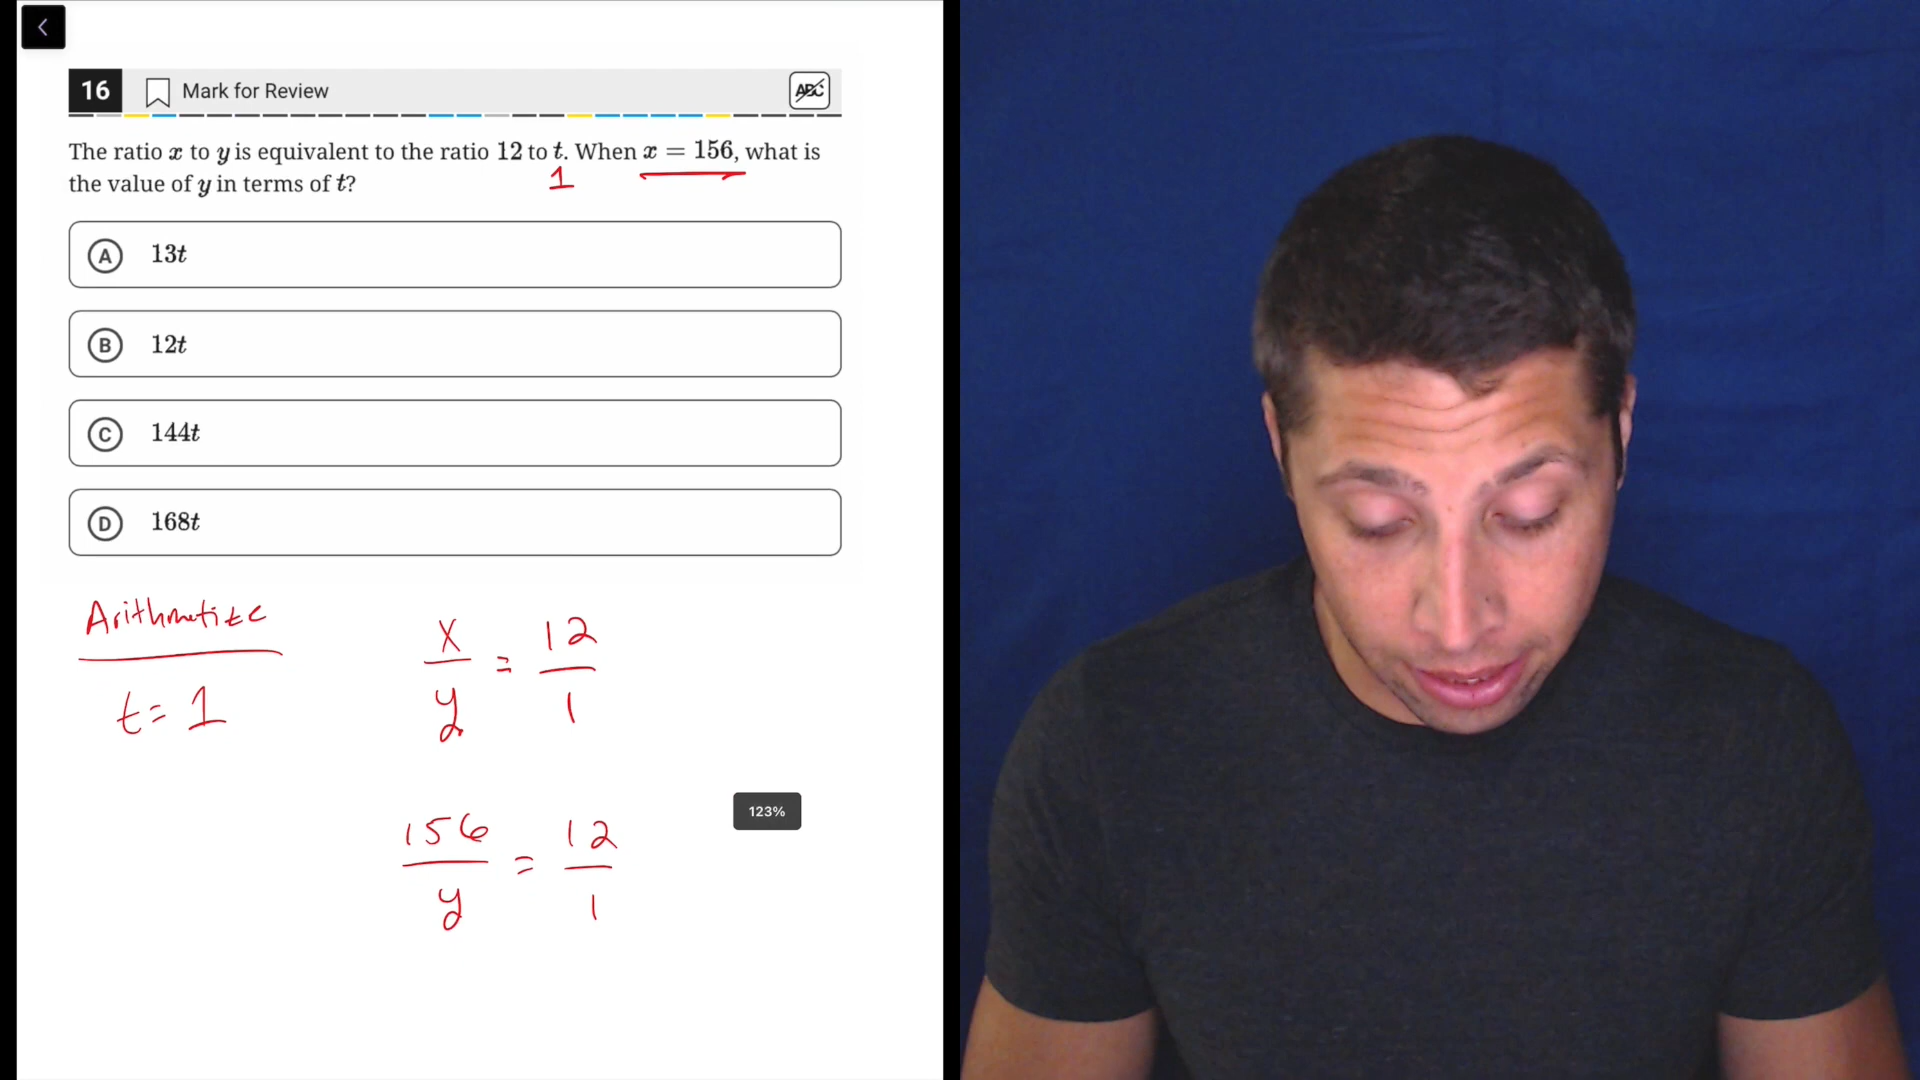 16 Mark for Review ABC
The ratio x to y is equivalent to the ratio 12 to t. When x = 156, what is
1
the value of y in terms of t?
A 13t
B 12t
C 144t
D 168t
Arithmetize
t = 1
x/y = 12/1
156/y = 12/1
123%